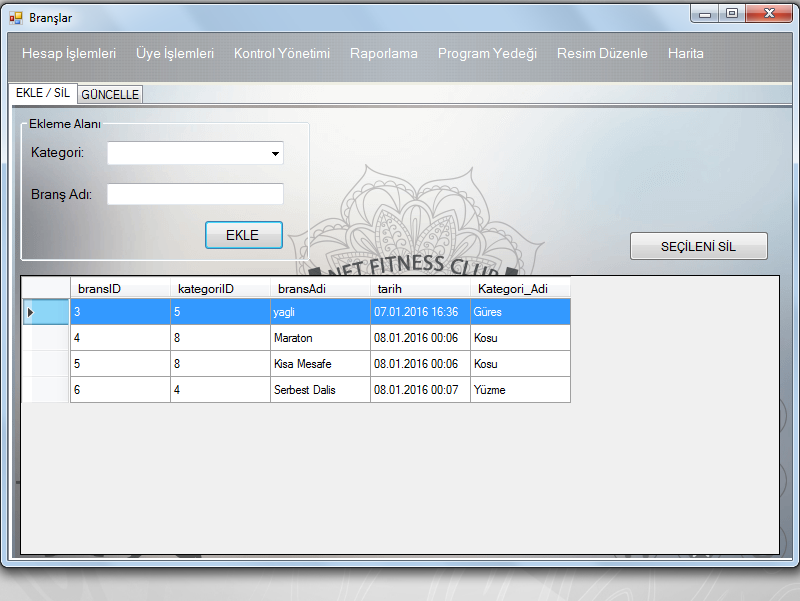 Branşlar
Hesap İşlemleri Üye İşlemleri Kontrol Yönetimi Raporlama Program Yedeği Resim Düzenle Harita
EKLE / SİL GÜNCELLE
Ekleme Alanı
Kategori:
Branş Adı:
EKLE
SEÇİLENİ SİL
NET FITNESS CLUB
bransID kategoriID bransAdi tarih Kategori_Adi
3 5 yagli 07.01.2016 16:36 Güres
4 8 Maraton 08.01.2016 00:06 Kosu
5 8 Kisa Mesafe 08.01.2016 00:06 Kosu
6 4 Serbest Dalis 08.01.2016 00:07 Yüzme